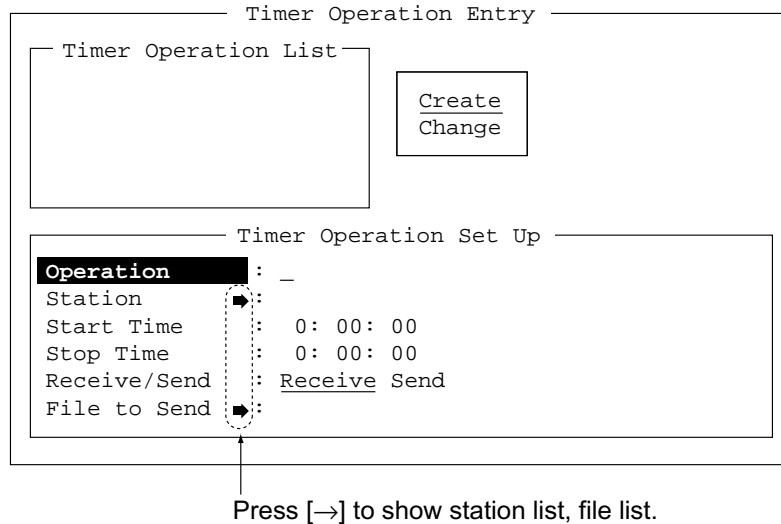 Timer Operation Entry
Timer Operation List
Create
Change
Timer Operation Set Up
Operation : _
Station ➡:
Start Time : 0: 00: 00
Stop Time : 0: 00: 00
Receive/Send : Receive Send
File to Send ➡:
Press [→] to show station list, file list.